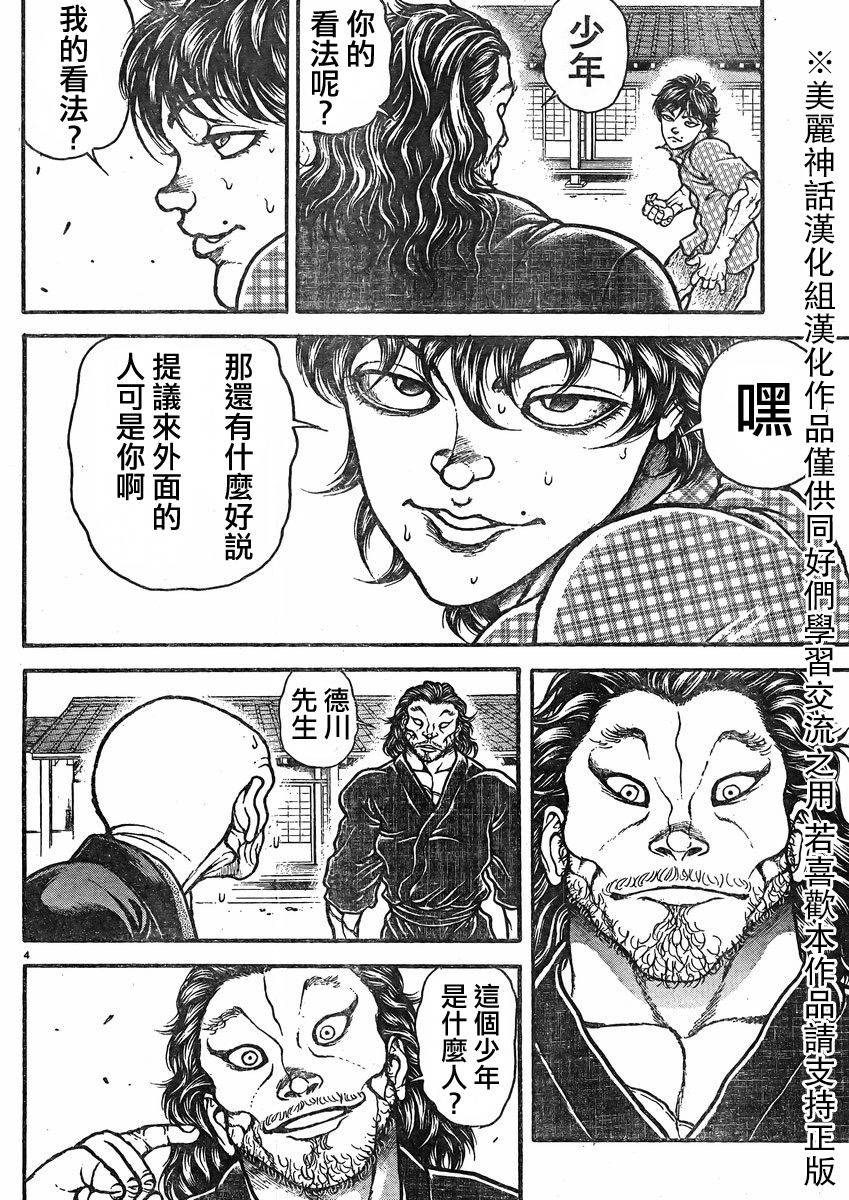 少年
你的
看法呢？
我的看法？
嘿
那還有什麼好説
提議來外面的
人可是你啊
德川
先生
這個少年
是什麼人？
4
※美麗神話漢化組漢化作品僅供同好們學習交流之用 若喜歡本作品請支持正版